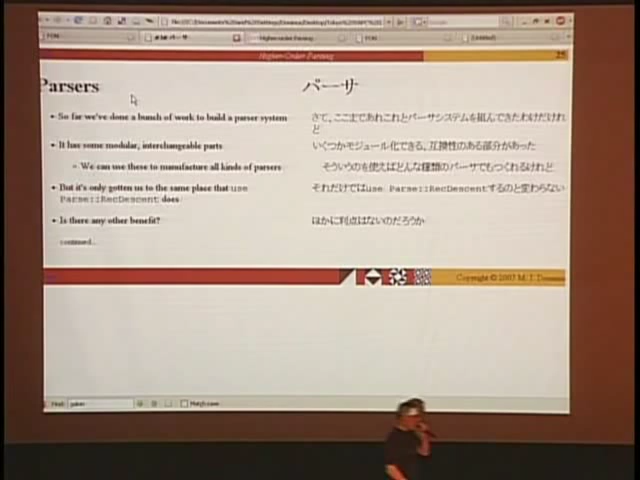 Higher-Order Parsing
25
Parsers
パーサ
• So far we've done a bunch of work to build a parser system
さて、ここまであれこれとパーサシステムを組んできたわけだけれ
ど
• It has some modular, interchangeable parts
いくつかモジュール化できる、互換性のある部分があった
◦ We can use these to manufacture all kinds of parsers
そういうのを使えばどんな種類のパーサでもつくれるけれど
• But it's only gotten us to the same place that use
Parse::RecDescent does
それだけではuse Parse::RecDescentするのと変わらない
• Is there any other benefit?
ほかに利点はないのだろうか
continued...
Copyright © 2007 M. J.
Find:
Match case